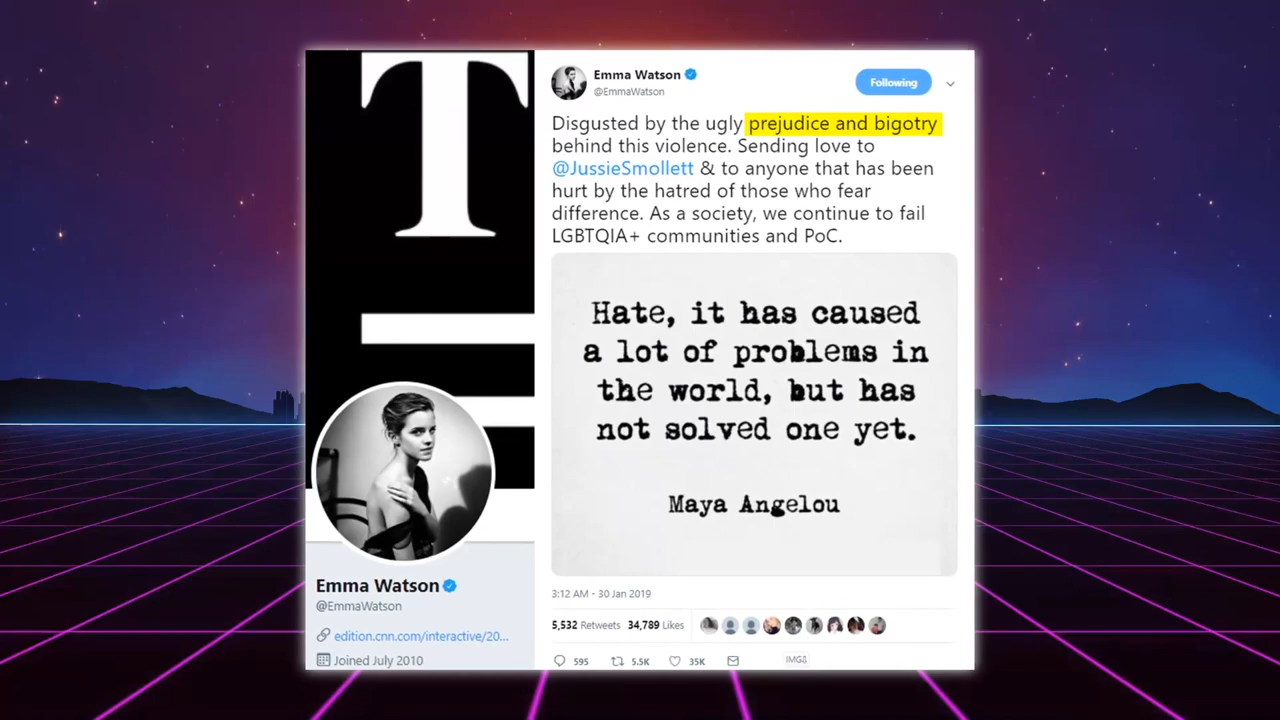 T
Emma Watson
@EmmaWatson
Following
Disgusted by the ugly prejudice and bigotry
behind this violence. Sending love to
@JussieSmollett & to anyone that has been
hurt by the hatred of those who fear
difference. As a society, we continue to fail
LGBTQIA+ communities and PoC.
Hate, it has caused
a lot of problems in
the world, but has
not solved one yet.
Maya Angelou
3:12 AM - 30 Jan 2019
5,532 Retweets 34,789 Likes
595 5.5K 35K IMG8
Emma Watson
@EmmaWatson
edition.cnn.com/interactive/20...
Joined July 2010